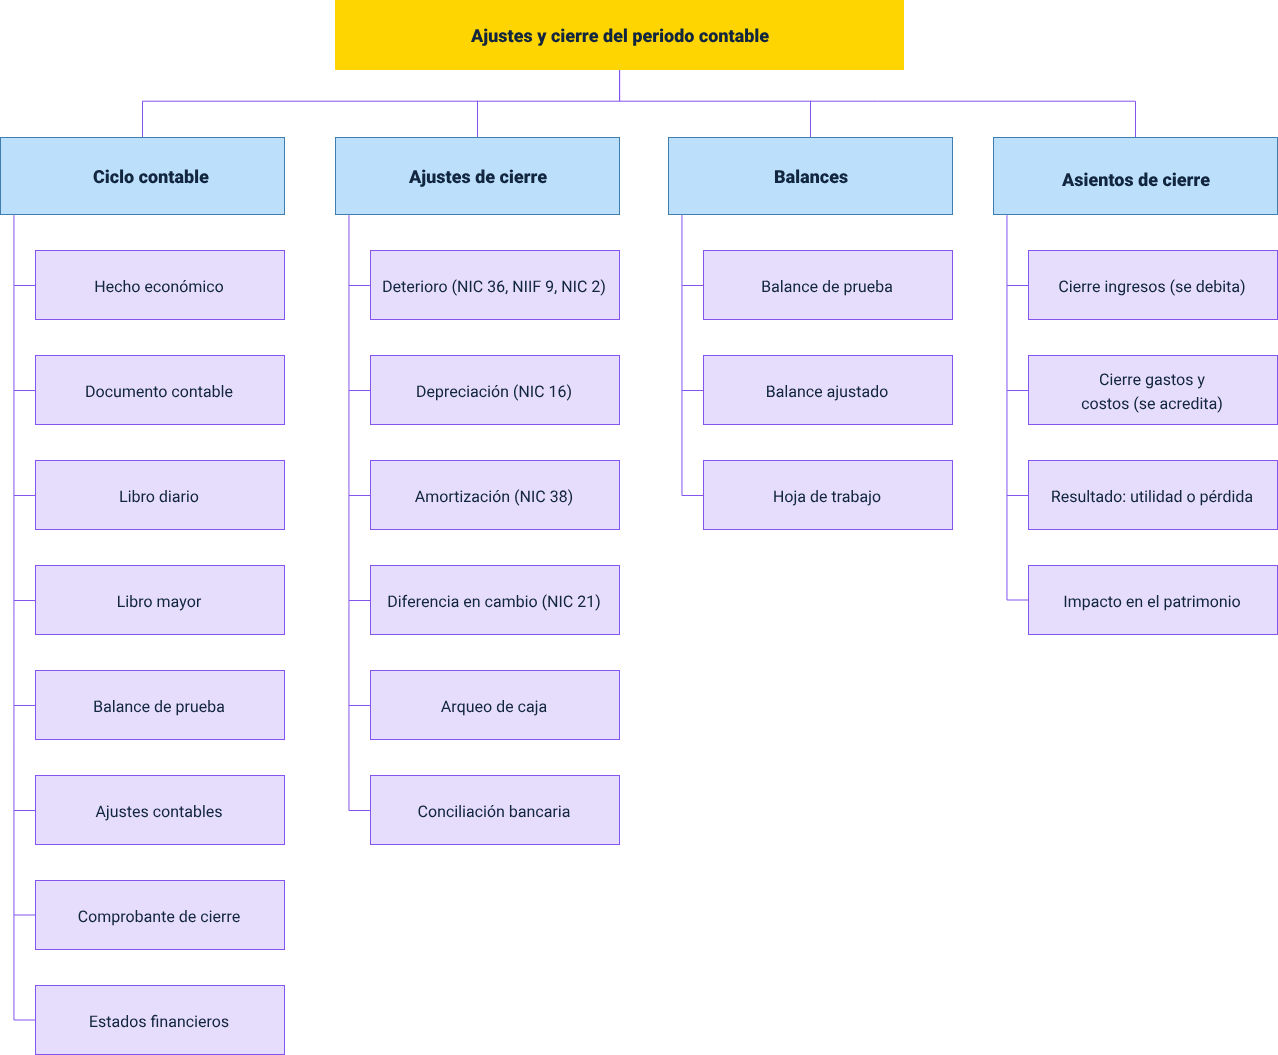 Ajustes y cierre del periodo contable
Ciclo contable
Hecho económico
Documento contable
Libro diario
Libro mayor
Balance de prueba
Ajustes contables
Comprobante de cierre
Estados financieros
Ajustes de cierre
Deterioro (NIC 36, NIIF 9, NIC 2)
Depreciación (NIC 16)
Amortización (NIC 38)
Diferencia en cambio (NIC 21)
Arqueo de caja
Conciliación bancaria
Balances
Balance de prueba
Balance ajustado
Hoja de trabajo
Asientos de cierre
Cierre ingresos (se debita)
Cierre gastos y
costos (se acredita)
Resultado: utilidad o pérdida
Impacto en el patrimonio